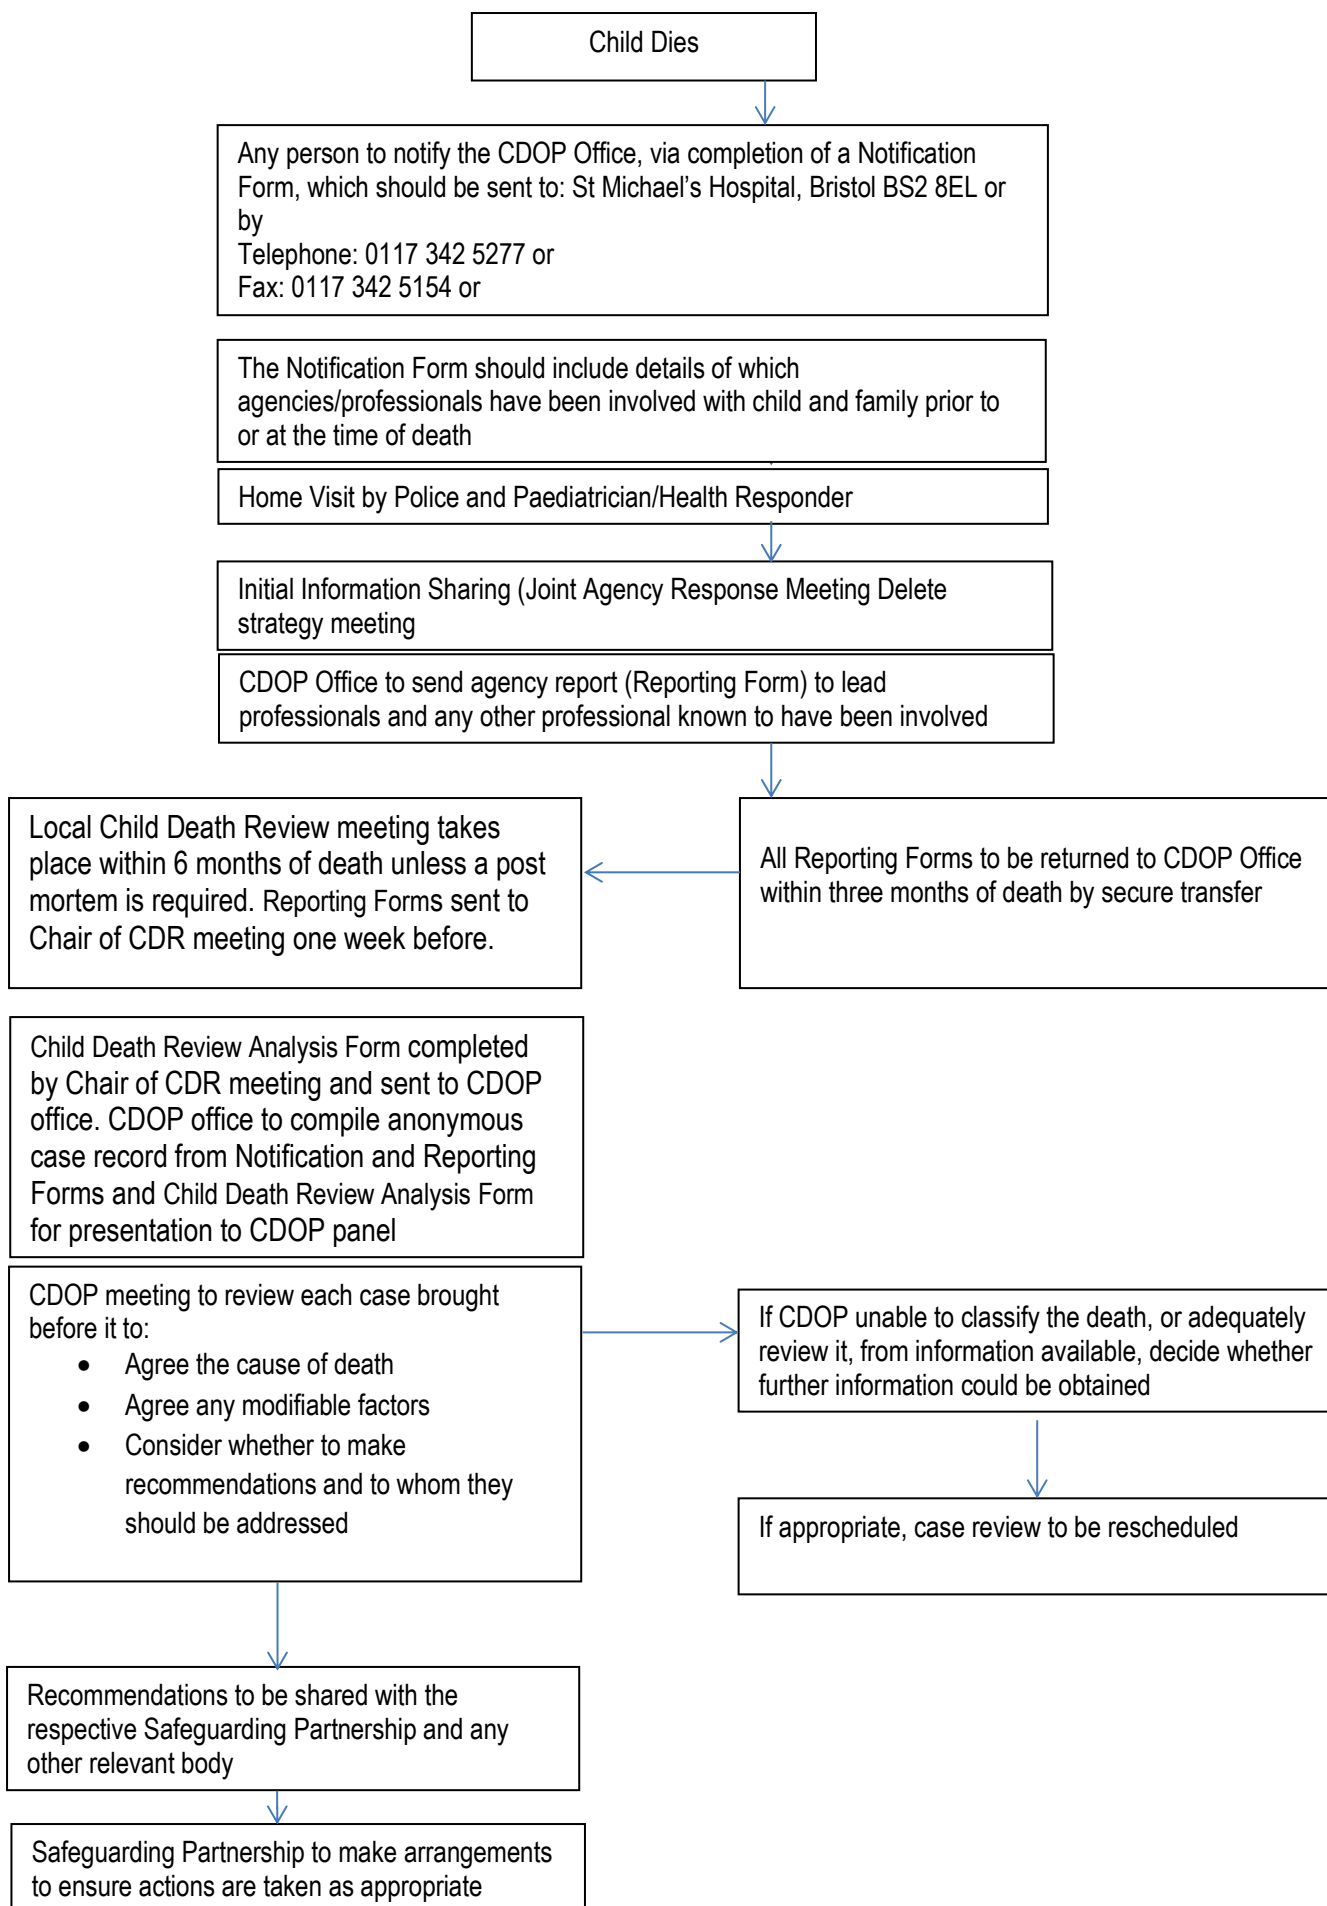 Child Dies
Any person to notify the CDOP Office, via completion of a Notification
Form, which should be sent to: St Michael’s Hospital, Bristol BS2 8EL or
by
Telephone: 0117 342 5277 or
Fax: 0117 342 5154 or
The Notification Form should include details of which
agencies/professionals have been involved with child and family prior to
or at the time of death
Home Visit by Police and Paediatrician/Health Responder
Initial Information Sharing (Joint Agency Response Meeting Delete
strategy meeting
CDOP Office to send agency report (Reporting Form) to lead
professionals and any other professional known to have been involved
All Reporting Forms to be returned to CDOP Office
within three months of death by secure transfer
Local Child Death Review meeting takes
place within 6 months of death unless a post
mortem is required. Reporting Forms sent to
Chair of CDR meeting one week before.
Child Death Review Analysis Form completed
by Chair of CDR meeting and sent to CDOP
office. CDOP office to compile anonymous
case record from Notification and Reporting
Forms and Child Death Review Analysis Form
for presentation to CDOP panel
CDOP meeting to review each case brought
before it to:
• Agree the cause of death
• Agree any modifiable factors
• Consider whether to make
recommendations and to whom they
should be addressed
If CDOP unable to classify the death, or adequately
review it, from information available, decide whether
further information could be obtained
If appropriate, case review to be rescheduled
Recommendations to be shared with the
respective Safeguarding Partnership and any
other relevant body
Safeguarding Partnership to make arrangements
to ensure actions are taken as appropriate